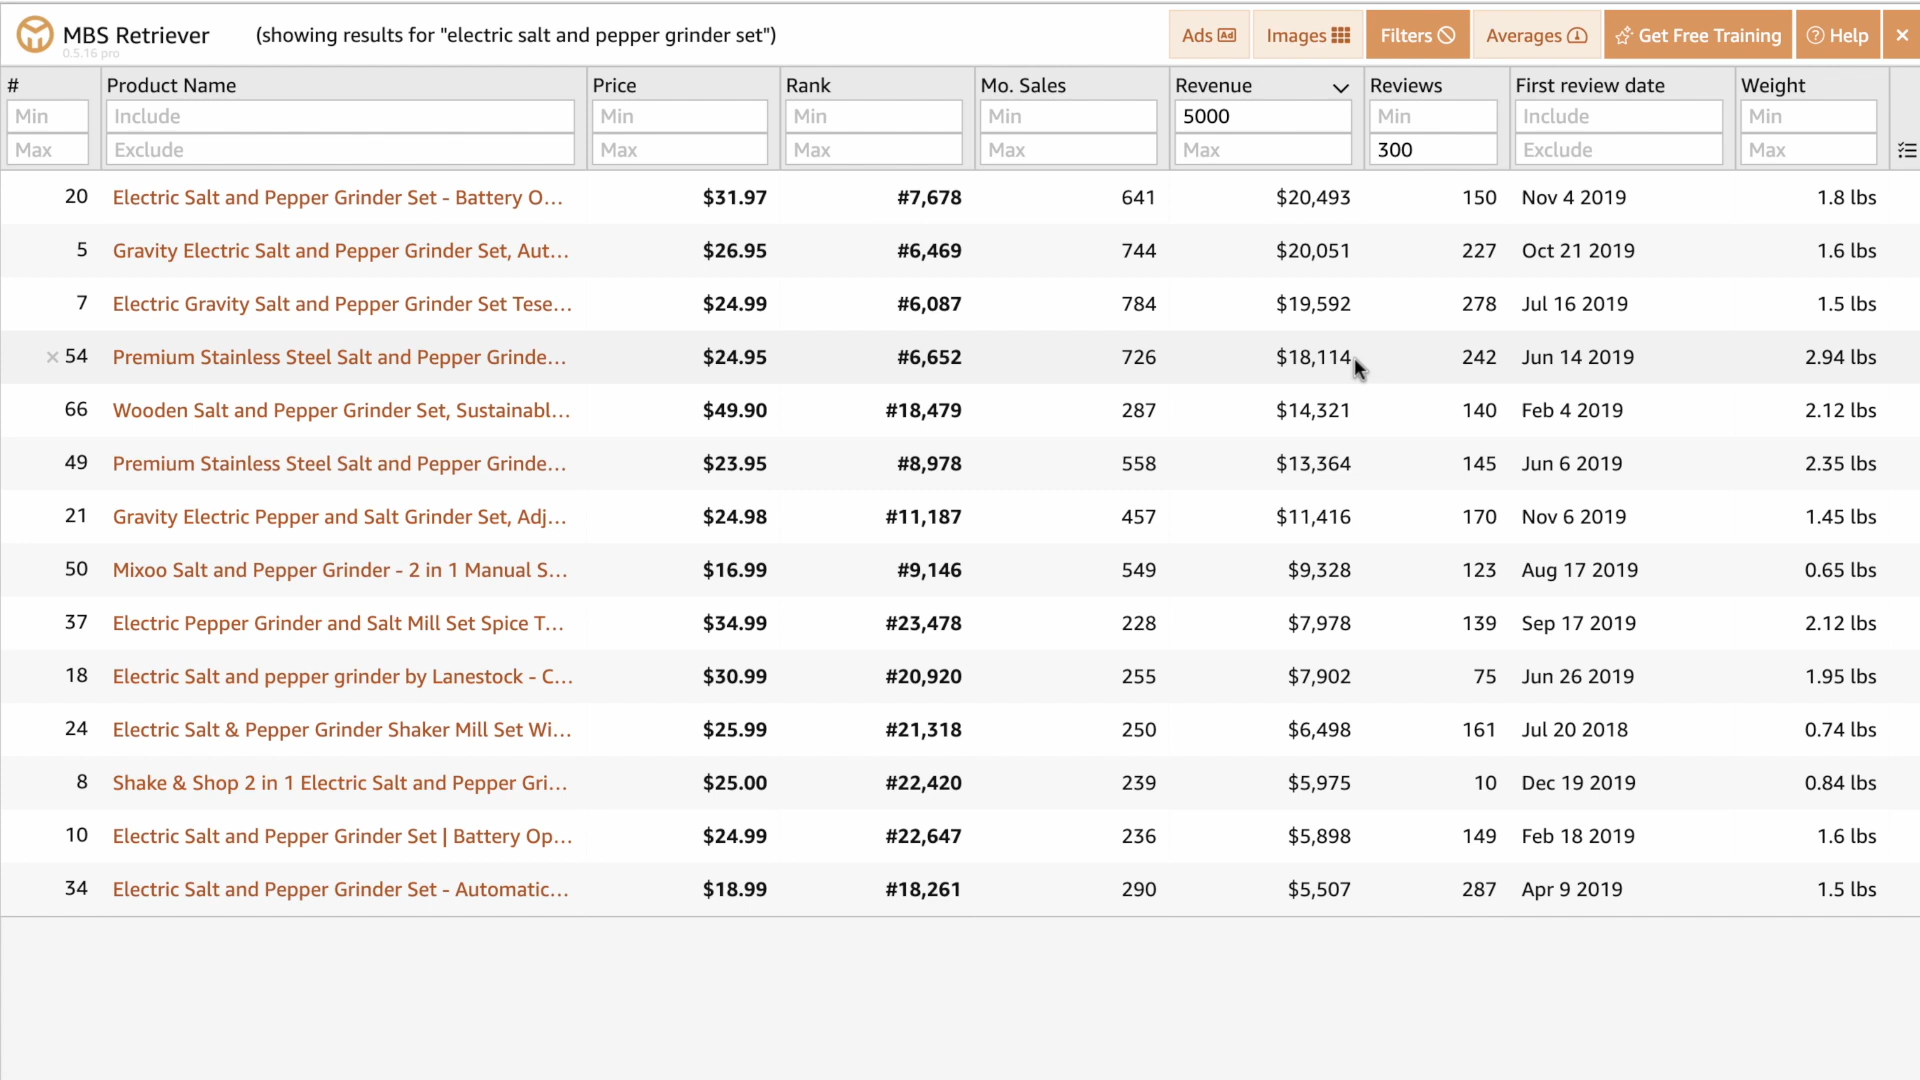 MBS Retriever (showing results for "electric salt and pepper grinder set") Ads Ad Images Filters Averages Get Free Training ? Help ×
0.5.16 pro
# Product Name Price Rank Mo. Sales Revenue Reviews First review date Weight
Min Include Min Min Min 5000 Min Include Min
Max Exclude Max Max Max Max 300 Exclude Max
20 Electric Salt and Pepper Grinder Set - Battery O... $31.97 #7,678 641 $20,493 150 Nov 4 2019 1.8 lbs
5 Gravity Electric Salt and Pepper Grinder Set, Aut... $26.95 #6,469 744 $20,051 227 Oct 21 2019 1.6 lbs
7 Electric Gravity Salt and Pepper Grinder Set Tese... $24.99 #6,087 784 $19,592 278 Jul 16 2019 1.5 lbs
× 54 Premium Stainless Steel Salt and Pepper Grinde... $24.95 #6,652 726 $18,114 242 Jun 14 2019 2.94 lbs
66 Wooden Salt and Pepper Grinder Set, Sustainabl... $49.90 #18,479 287 $14,321 140 Feb 4 2019 2.12 lbs
49 Premium Stainless Steel Salt and Pepper Grinde... $23.95 #8,978 558 $13,364 145 Jun 6 2019 2.35 lbs
21 Gravity Electric Pepper and Salt Grinder Set, Adj... $24.98 #11,187 457 $11,416 170 Nov 6 2019 1.45 lbs
50 Mixoo Salt and Pepper Grinder - 2 in 1 Manual S... $16.99 #9,146 549 $9,328 123 Aug 17 2019 0.65 lbs
37 Electric Pepper Grinder and Salt Mill Set Spice T... $34.99 #23,478 228 $7,978 139 Sep 17 2019 2.12 lbs
18 Electric Salt and pepper grinder by Lanestock - C... $30.99 #20,920 255 $7,902 75 Jun 26 2019 1.95 lbs
24 Electric Salt & Pepper Grinder Shaker Mill Set Wi... $25.99 #21,318 250 $6,498 161 Jul 20 2018 0.74 lbs
8 Shake & Shop 2 in 1 Electric Salt and Pepper Gri... $25.00 #22,420 239 $5,975 10 Dec 19 2019 0.84 lbs
10 Electric Salt and Pepper Grinder Set | Battery Op... $24.99 #22,647 236 $5,898 149 Feb 18 2019 1.6 lbs
34 Electric Salt and Pepper Grinder Set - Automatic... $18.99 #18,261 290 $5,507 287 Apr 9 2019 1.5 lbs